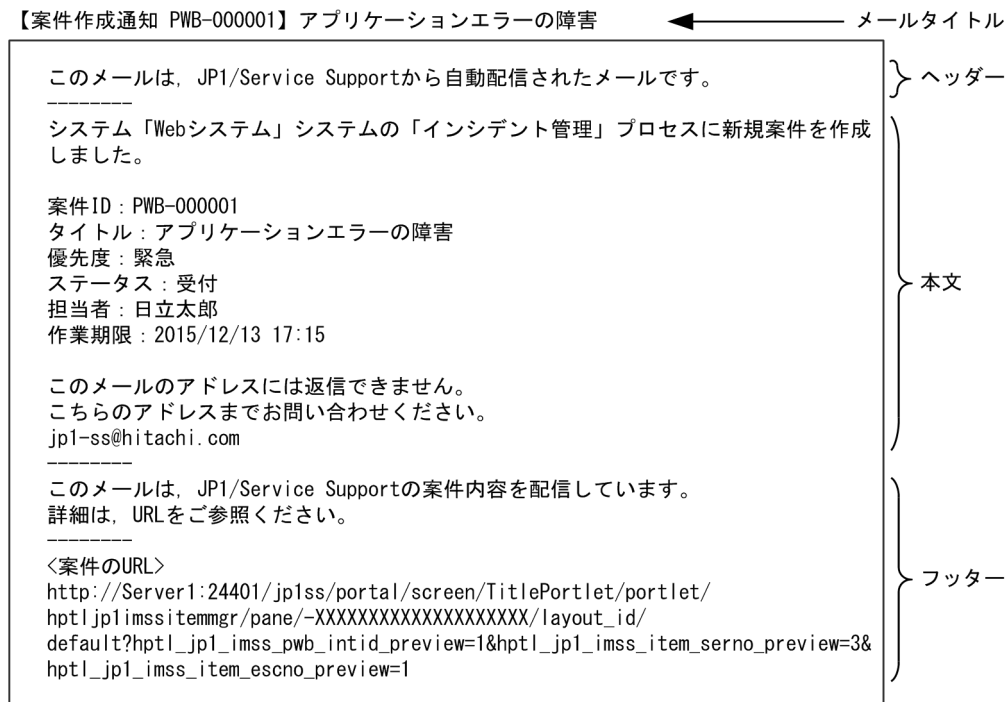 【案件作成通知 PWB-000001】アプリケーションエラーの障害
メールタイトル
このメールは，JP1/Service Supportから自動配信されたメールです。
ヘッダー
--------
システム「Webシステム」システムの「インシデント管理」プロセスに新規案件を作成
しました。
案件ID：PWB-000001
タイトル：アプリケーションエラーの障害
優先度：緊急
ステータス：受付
本文
担当者：日立太郎
作業期限：2015/12/13 17:15
このメールのアドレスには返信できません。
こちらのアドレスまでお問い合わせください。
jp1-ss@hitachi.com
--------
このメールは，JP1/Service Supportの案件内容を配信しています。
詳細は，URLをご参照ください。
--------
<案件のURL>
フッター
http://Server1:24401/jp1ss/portal/screen/TitlePortlet/portlet/
hptljp1imssitemmgr/pane/-XXXXXXXXXXXXXXXXXXXX/layout_id/
default?hptl_jp1_imss_pwb_intid_preview=1&hptl_jp1_imss_item_serno_preview=3&
hptl_jp1_imss_item_escno_preview=1